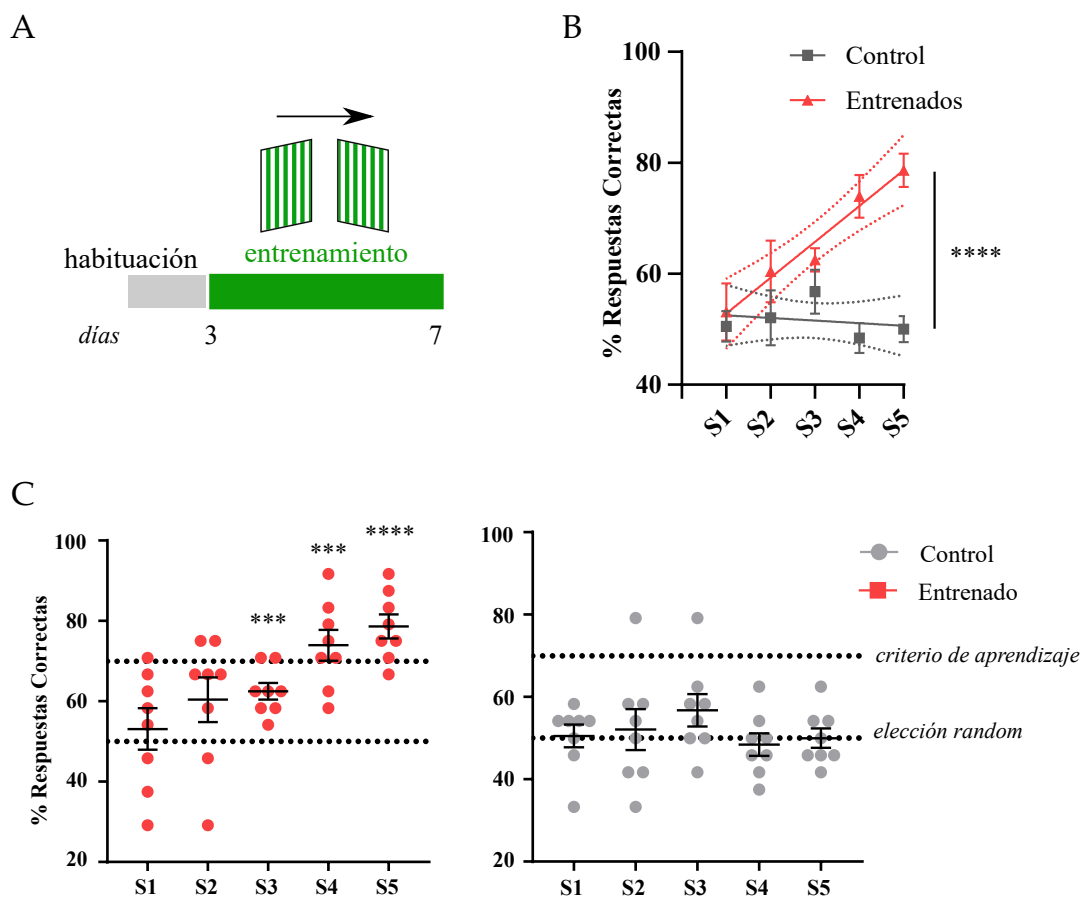 A
habituación
entrenamiento
días
3
7
B
% Respuestas Correctas
100
80
60
40
Control
Entrenados
****
S1
S2
S3
S4
S5
C
% Respuestas Correctas
100
80
60
40
20
***
***
****
S1
S2
S3
S4
S5
100
80
60
40
20
Control
Entrenado
criterio de aprendizaje
elección random
S1
S2
S3
S4
S5